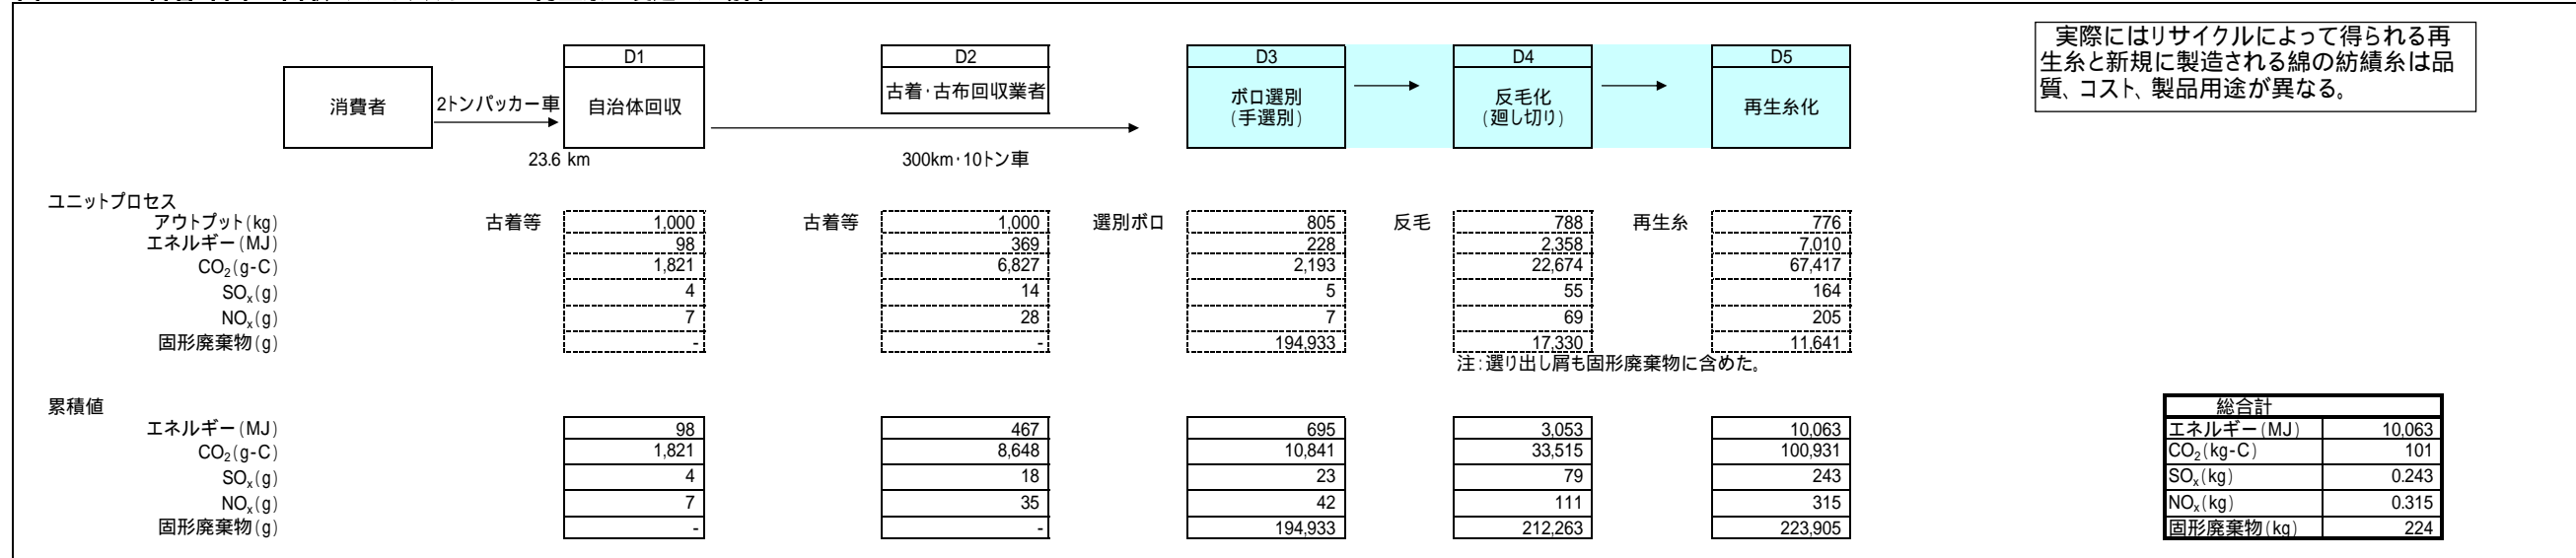 実際にはリサイクルによって得られる再
生糸と新規に製造される綿の紡績糸は品
質、コスト、製品用途が異なる。
D1 D2 D3 D4 D5
消費者 2トンパッカー車 自治体回収 古着・古布回収業者 ボロ選別 (手選別) 反毛化 (廻し切り) 再生糸化
23.6 km 300km・10トン車
ユニットプロセス
アウトプット(kg) 古着等 1,000 古着等 1,000 選別ボロ 805 反毛 788 再生糸 776
エネルギー(MJ) 98 369 228 2,358 7,010
CO2(g-C) 1,821 6,827 2,193 22,674 67,417
SOx(g) 4 14 5 55 164
NOx(g) 7 28 7 69 205
固形廃棄物(g) - - 194,933 17,330 11,641
注:選り出し屑も固形廃棄物に含めた。
累積値
エネルギー(MJ) 98 467 695 3,053 10,063
CO2(g-C) 1,821 8,648 10,841 33,515 100,931
SOx(g) 4 18 23 79 243
NOx(g) 7 35 42 111 315
固形廃棄物(g) - - 194,933 212,263 223,905
総合計
エネルギー(MJ) 10,063
CO2(kg-C) 101
SOx(kg) 0.243
NOx(kg) 0.315
固形廃棄物(kg) 224